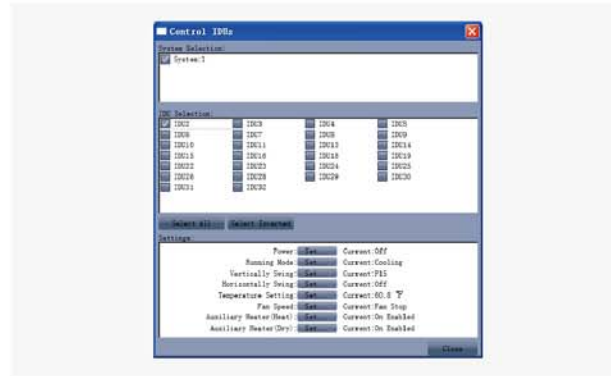 Control IDUs
System Selection:
System:1
IDU Selection:
IDU2 IDU3 IDU4 IDU5
IDU6 IDU7 IDU8 IDU9
IDU10 IDU11 IDU13 IDU14
IDU15 IDU16 IDU18 IDU19
IDU22 IDU23 IDU24 IDU25
IDU26 IDU28 IDU29 IDU30
IDU31 IDU32
Select All Select Inverted
Settings:
Power: Set... Current:Off
Running Mode: Set... Current:Cooling
Vertically Swing: Set... Current:P15
Horizontally Swing: Set... Current:Off
Temperature Setting: Set... Current:60.8 ℉
Fan Speed: Set... Current:Fan Stop
Auxiliary Heater(Heat): Set... Current:On Enabled
Auxiliary Heater(Dry): Set... Current:On Enabled
Close